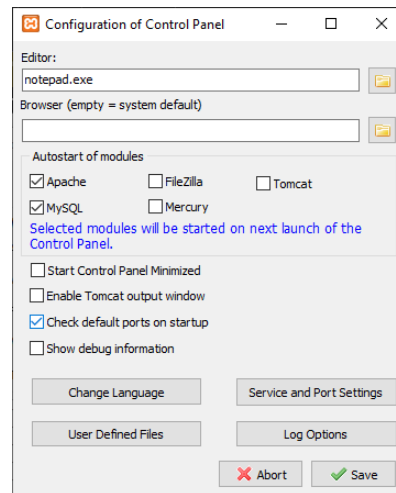 Configuration of Control Panel
Editor:
notepad.exe
Browser (empty = system default)
Autostart of modules
Apache FileZilla Tomcat
MySQL Mercury
Selected modules will be started on next launch of the
Control Panel.
Start Control Panel Minimized
Enable Tomcat output window
Check default ports on startup
Show debug information
Change Language Service and Port Settings
User Defined Files Log Options
Abort Save